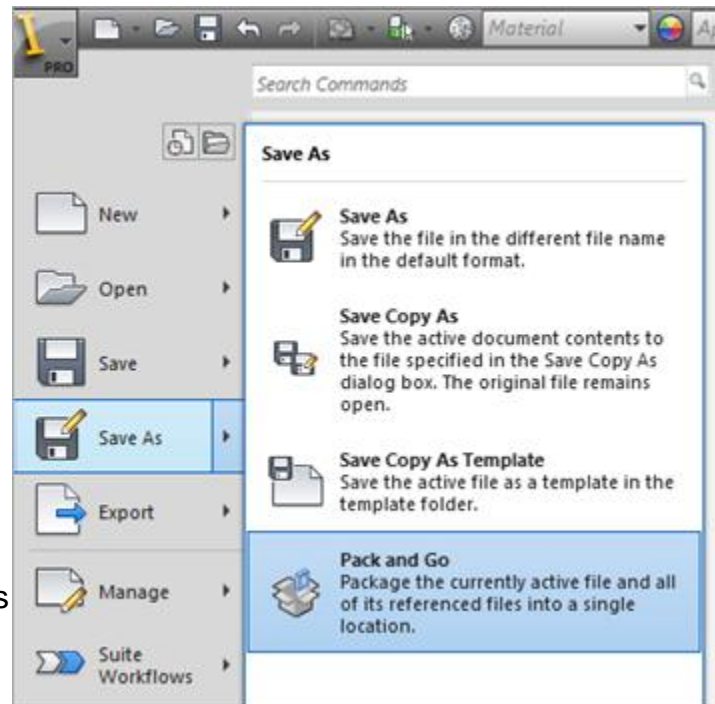 PRO
Material
Ap
Search Commands
Save As
New
Open
Save
Save As
Export
Manage
Suite
Workflows
s
Save As
Save the file in the different file name
in the default format.
Save Copy As
Save the active document contents to
the file specified in the Save Copy As
dialog box. The original file remains
open.
Save Copy As Template
Save the active file as a template in the
template folder.
Pack and Go
Package the currently active file and all
of its referenced files into a single
location.